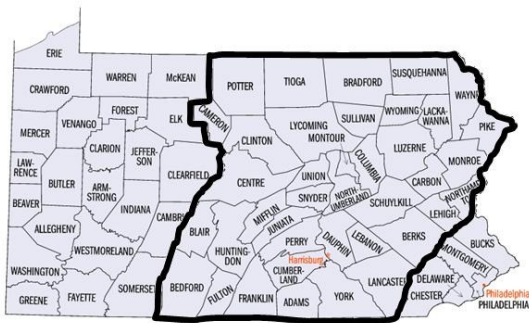 ERIE
CRAWFORD
WARREN
McKEAN
POTTER
TIOGA
BRADFORD
SUSQUEHANNA
WAYNE
FOREST
ELK
CAMERON
MERCER
VENANGO
CLARION
JEFFER-
SON
CLEARFIELD
CLINTON
LYCOMING
MONTOUR
SULLIVAN
WYOMING
LACKA-
WANNA
PIKE
LAW-
RENCE
BUTLER
ARM-
STRONG
INDIANA
CENTRE
UNION
COLUMBIA
LUZERNE
MONROE
CARBON
NORTHAMPTON
BEAVER
ALLEGHENY
CAMBRIA
BLAIR
MIFFLIN
SNYDER
NORTH
UMBERLAND
SCHUYLKILL
LEHIGH
JUNIATA
WESTMORELAND
HUNTING-
DON
PERRY
DAUPHIN
LEBANON
BERKS
BUCKS
MONTGOMERY
Harrisburg
CUMBER-
LAND
WASHINGTON
GREENE
FAYETTE
SOMERSET
BEDFORD
FULTON
FRANKLIN
ADAMS
YORK
LANCASTER
CHESTER
DELAWARE
Philadelphia
PHILADELPHIA